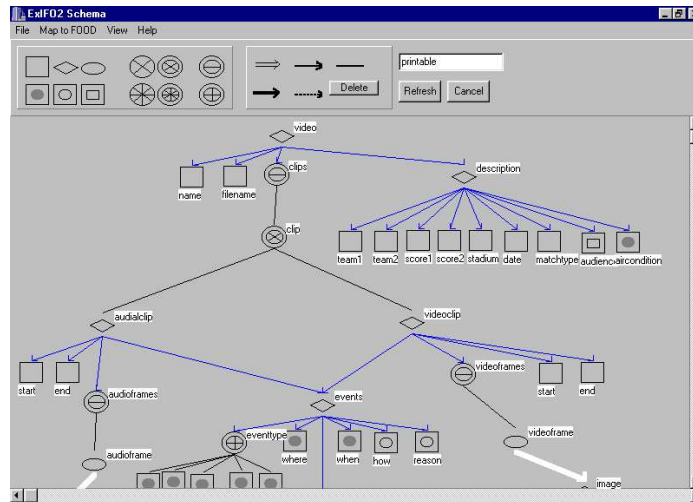 ExIFO2 Schema
File Map to FOOD View Help
printable
Delete Refresh Cancel
video
clips description
name filename
clip
team1 team2 score1 score2 stadium date matchtype audience aircondition
audialclip videoclip
start end audioframes events videoframes start end
eventtype where when how reason
audioframe videoframe
image